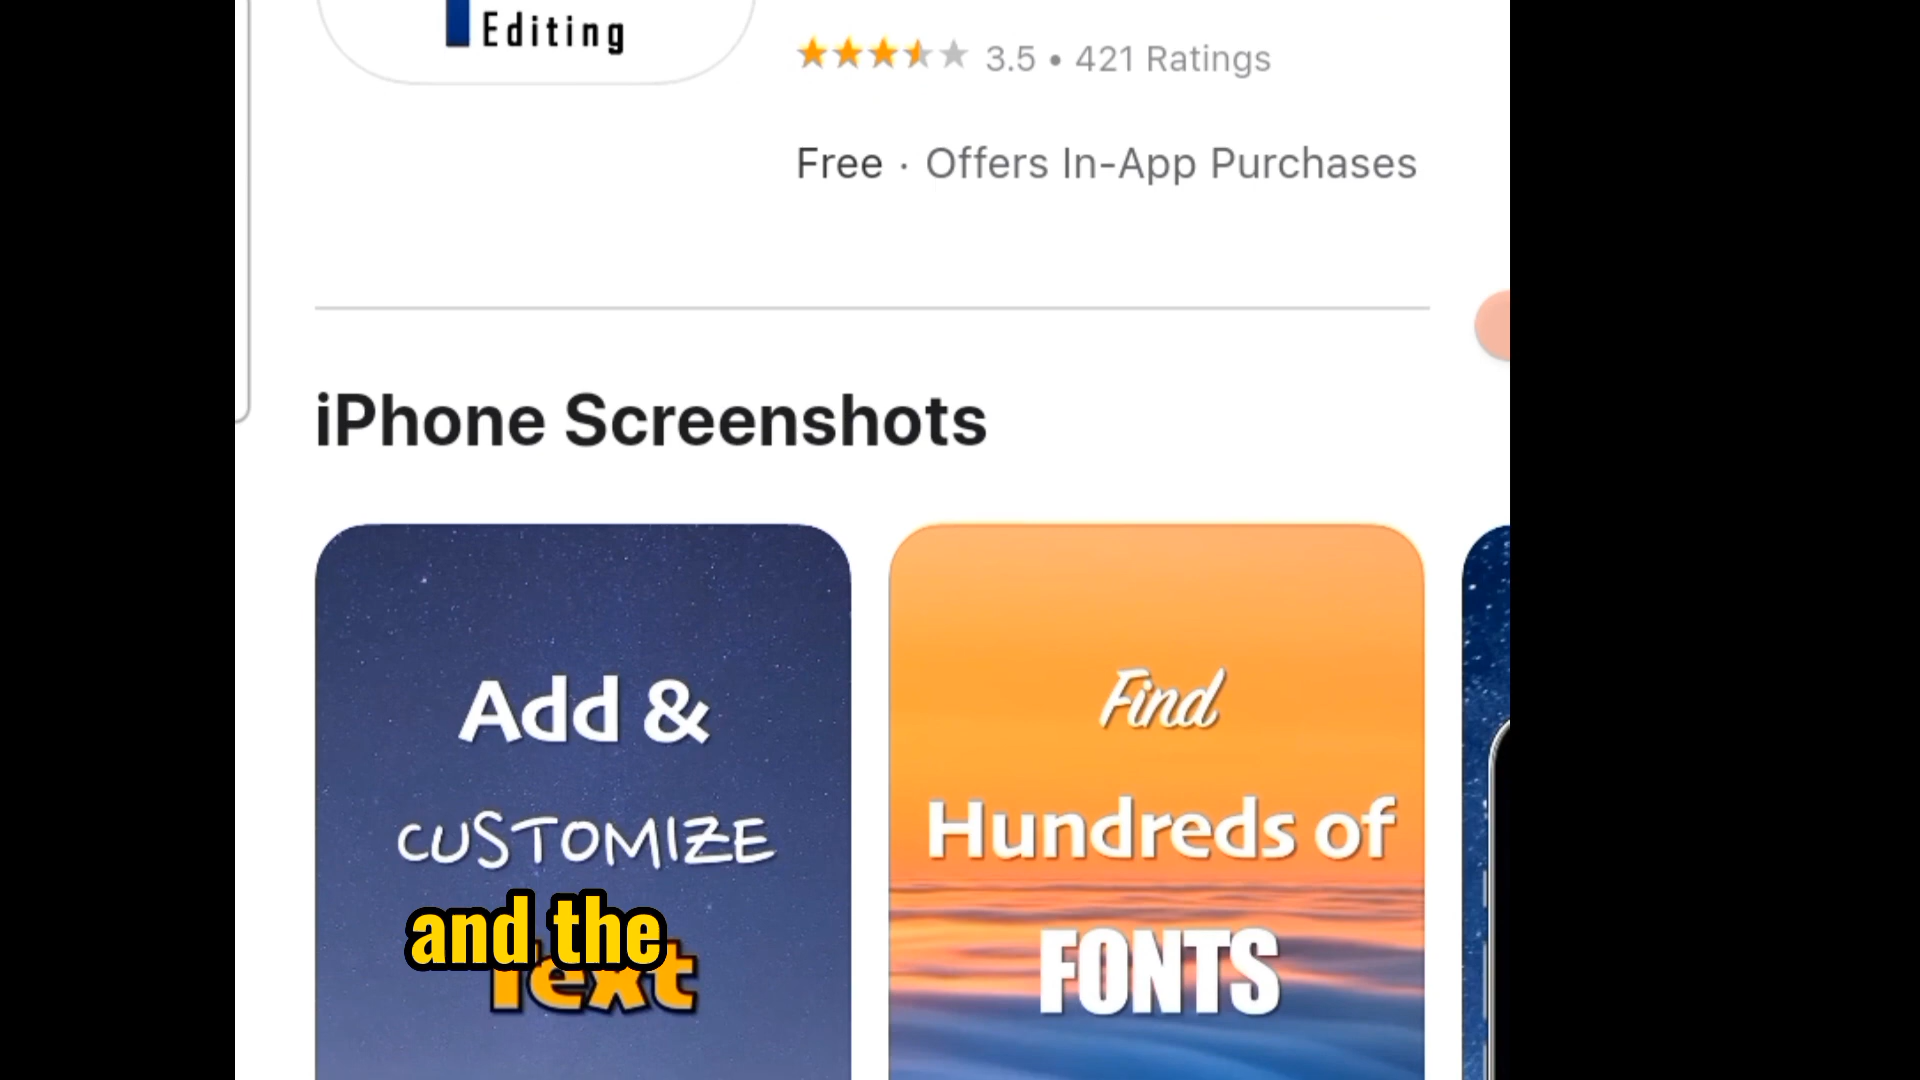 Editing
3.5 • 421 Ratings
Free · Offers In-App Purchases
iPhone Screenshots
Add &
CUSTOMIZE
and the
Text
Find
Hundreds of
FONTS